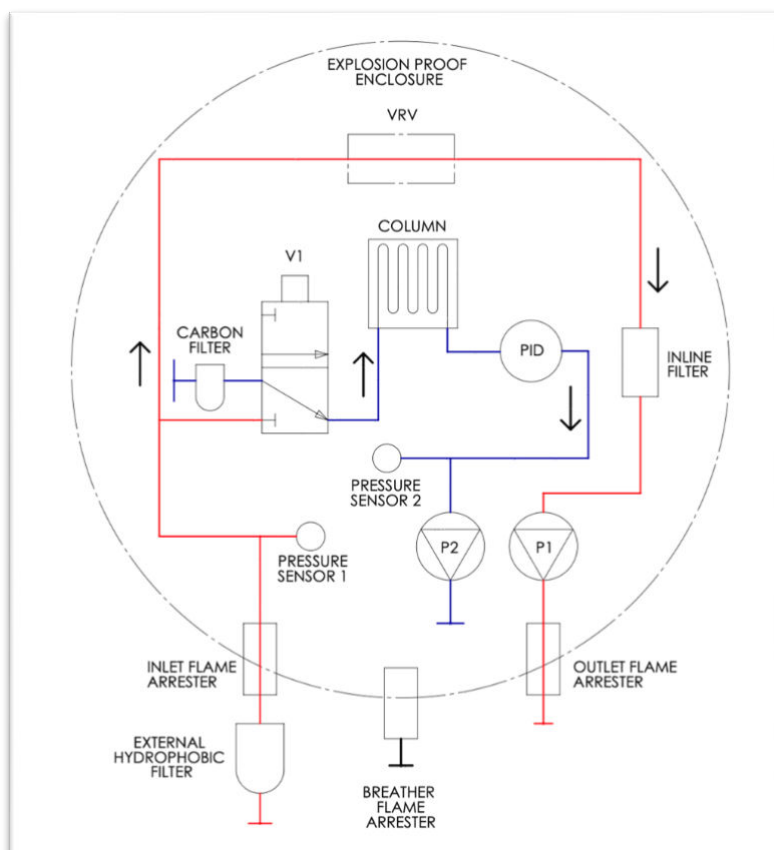 EXPLOSION PROOF
ENCLOSURE
VRV
COLUMN
V1
CARBON
FILTER
PID
INLINE
FILTER
PRESSURE
SENSOR 2
P2
P1
PRESSURE
SENSOR 1
INLET FLAME
ARRESTER
OUTLET FLAME
ARRESTER
EXTERNAL
HYDROPHOBIC
FILTER
BREATHER
FLAME
ARRESTER